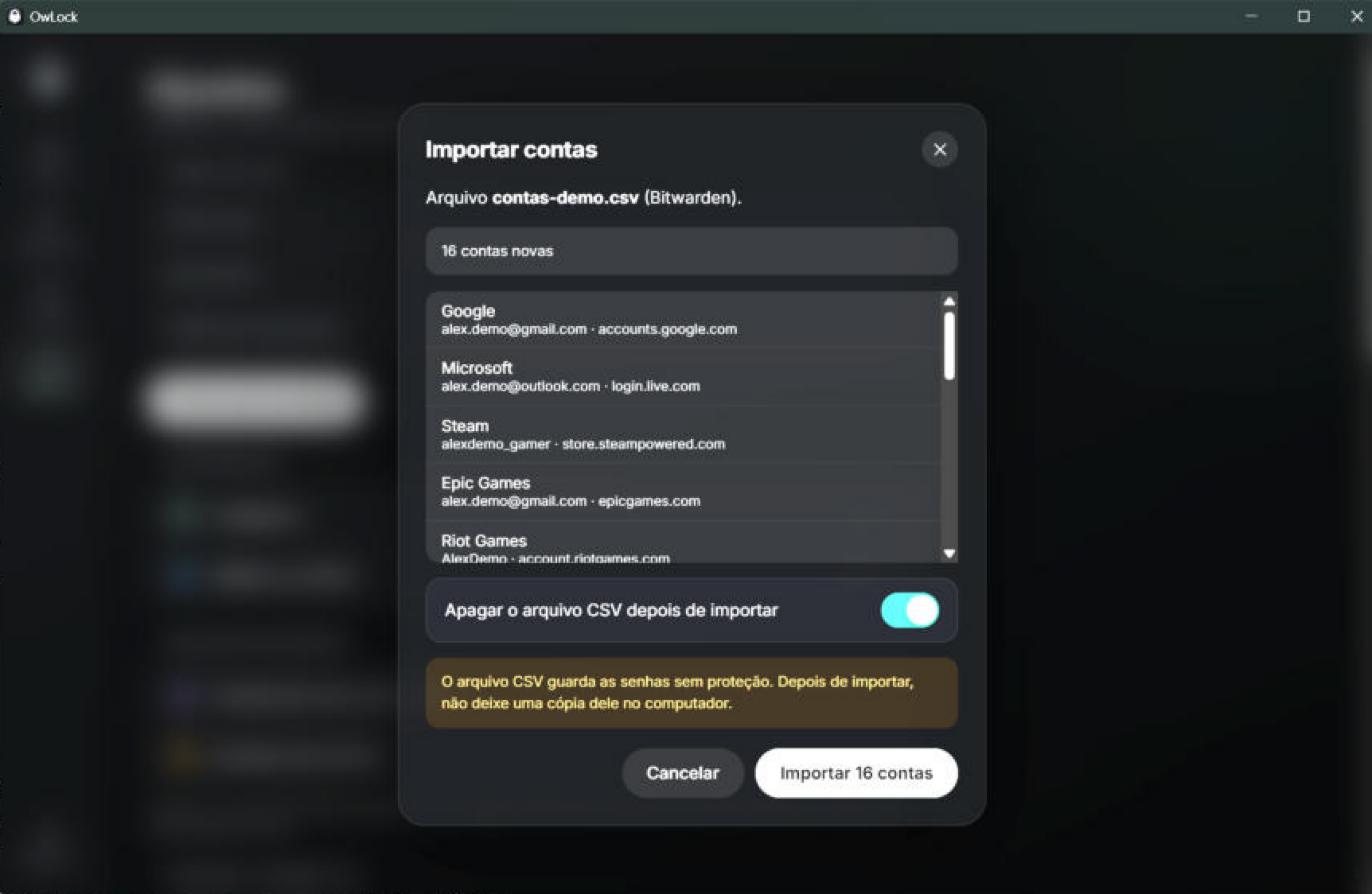 OwLock
Importar contas
Arquivo contas-demo.csv (Bitwarden).
16 contas novas
Google
alex.demo@gmail.com · accounts.google.com
Microsoft
alex.demo@outlook.com · login.live.com
Steam
alexdemo_gamer · store.steampowered.com
Epic Games
alex.demo@gmail.com · epicgames.com
Riot Games
AlexDemo · account.riotgames.com
Apagar o arquivo CSV depois de importar
O arquivo CSV guarda as senhas sem proteção. Depois de importar,
não deixe uma cópia dele no computador.
Cancelar
Importar 16 contas